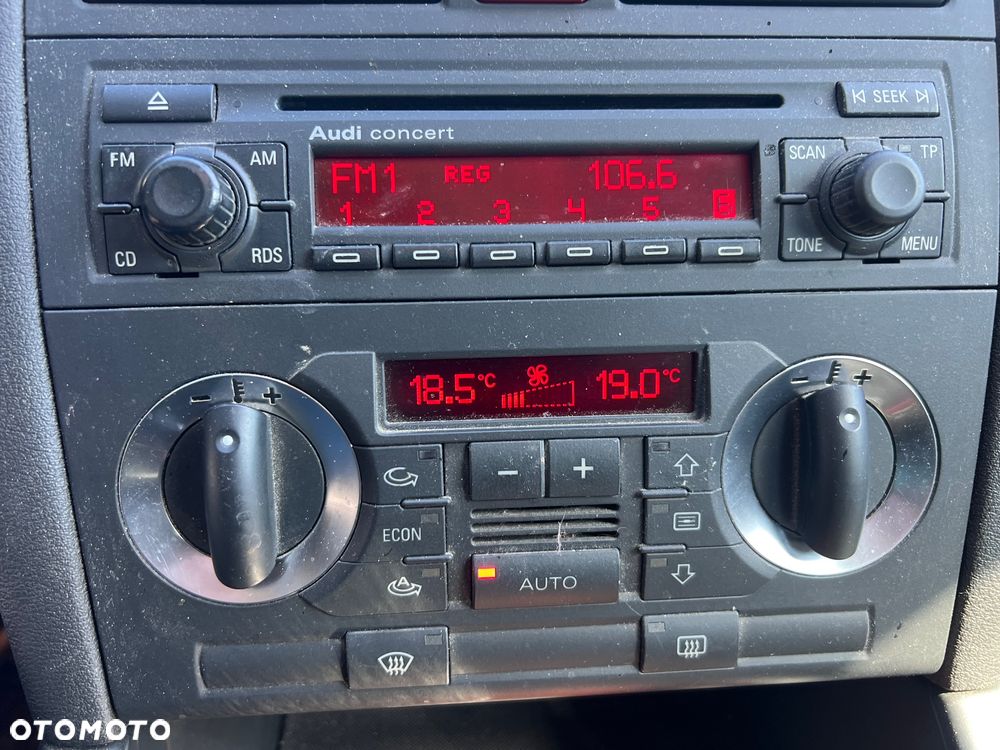 SEEK
Audi concert
FM
AM
CD
RDS
FM1 REG 106.6
1 2 3 4 5 6
SCAN
TP
TONE
MENU
18.5°C 19.0°C
- +
- +
- +
ECON
A
AUTO
OTOMOTO